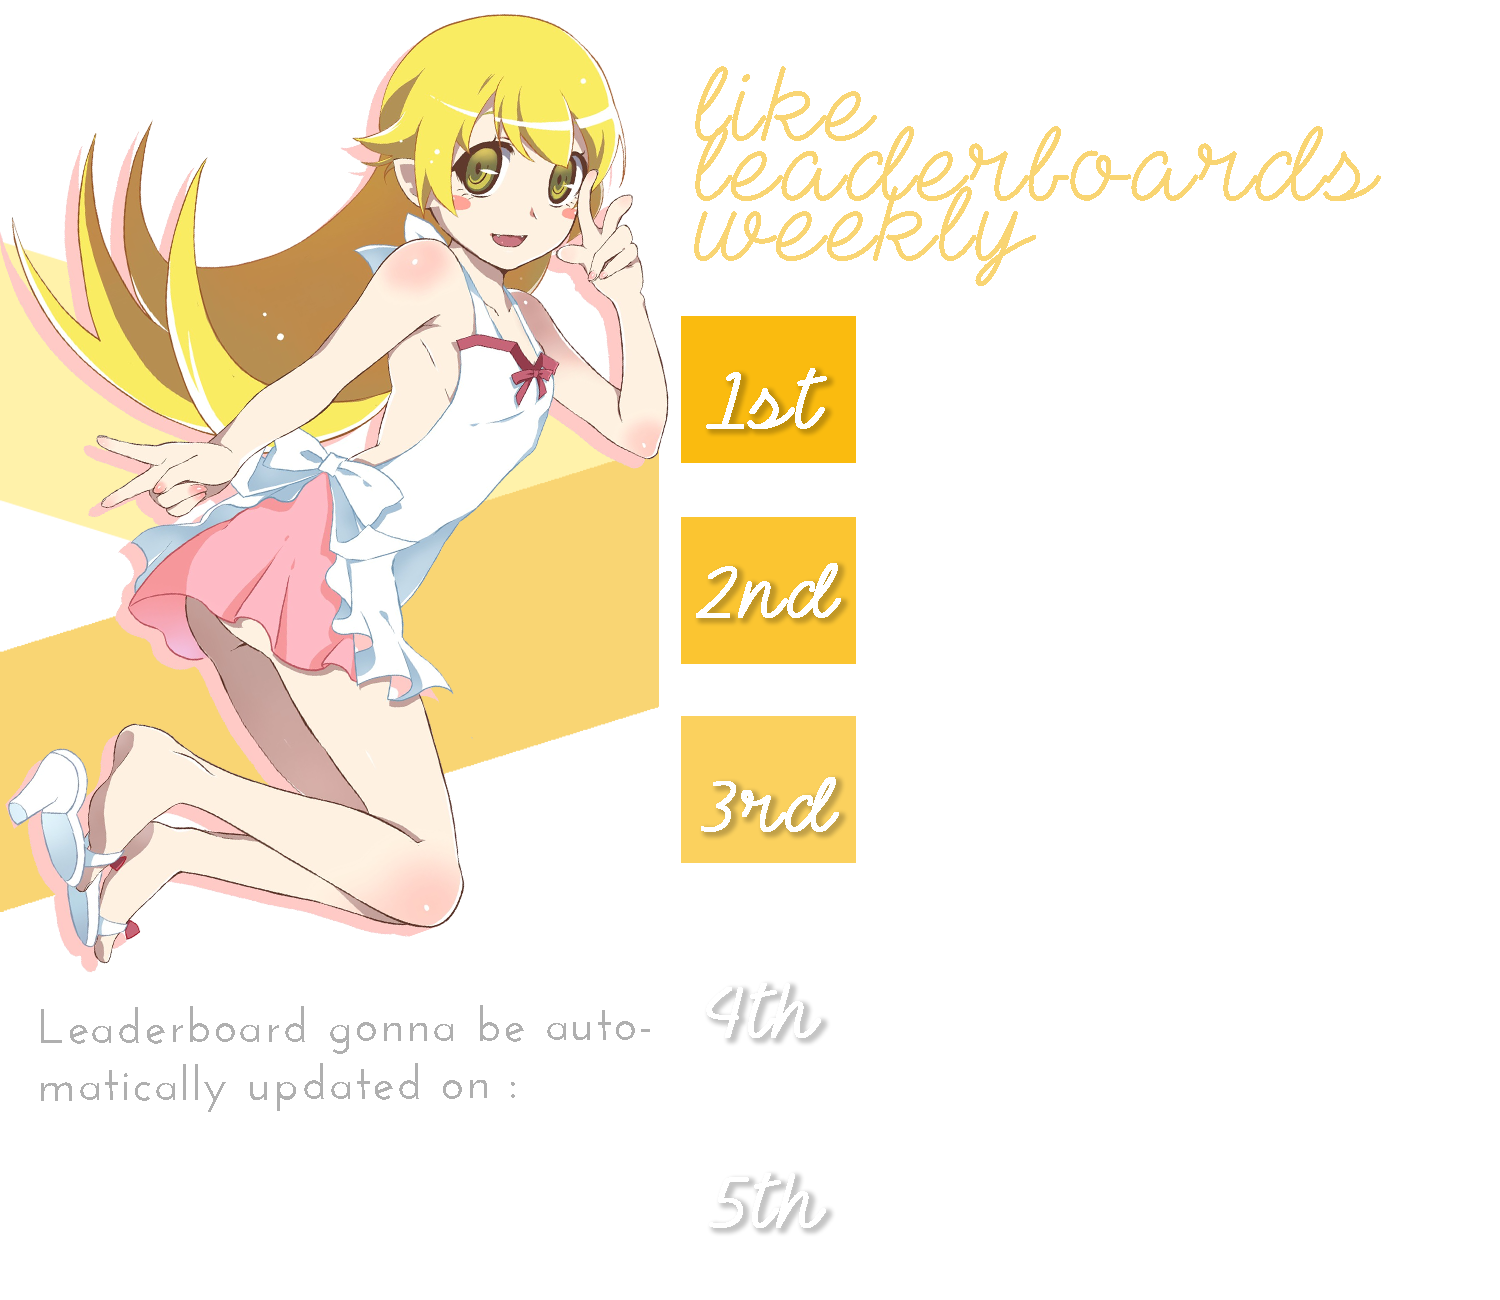 like
leaderboards
weekly
1st
2nd
3rd
4th
5th
Leaderboard gonna be auto-
matically updated on :